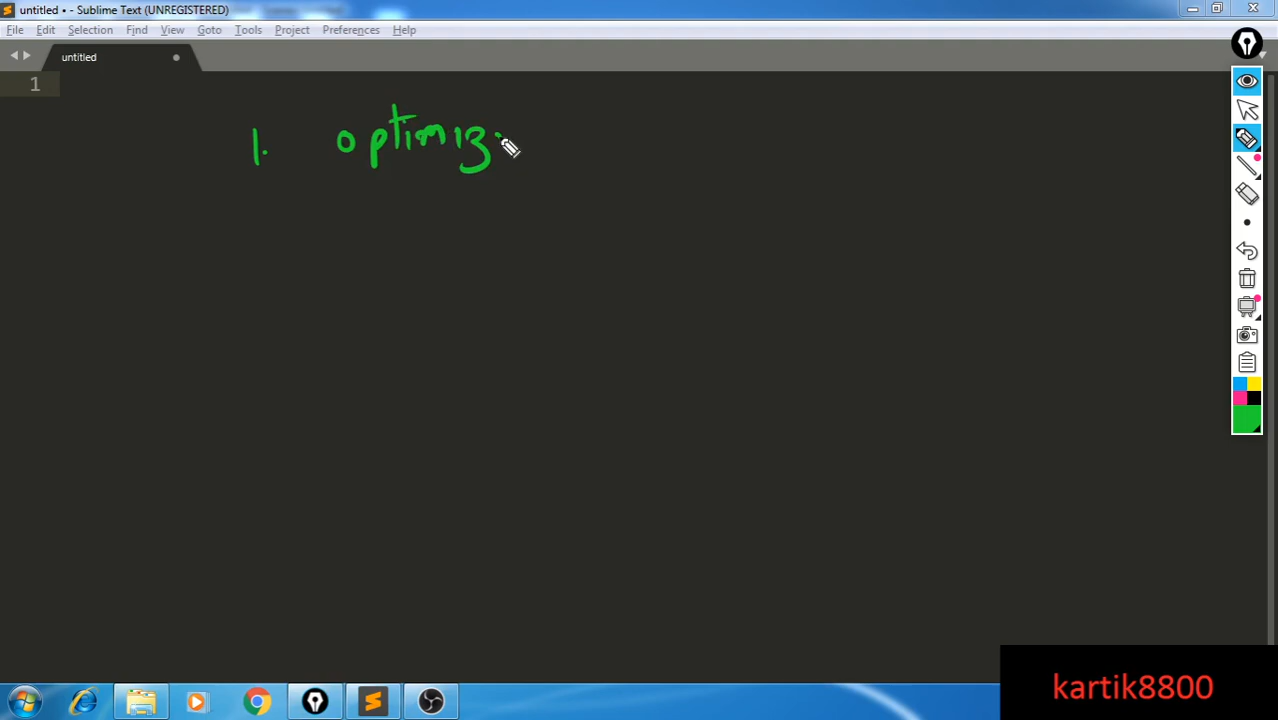 untitled • - Sublime Text (UNREGISTERED)
File Edit Selection Find View Goto Tools Project Preferences Help
untitled
1
1. optimiz
kartik8800